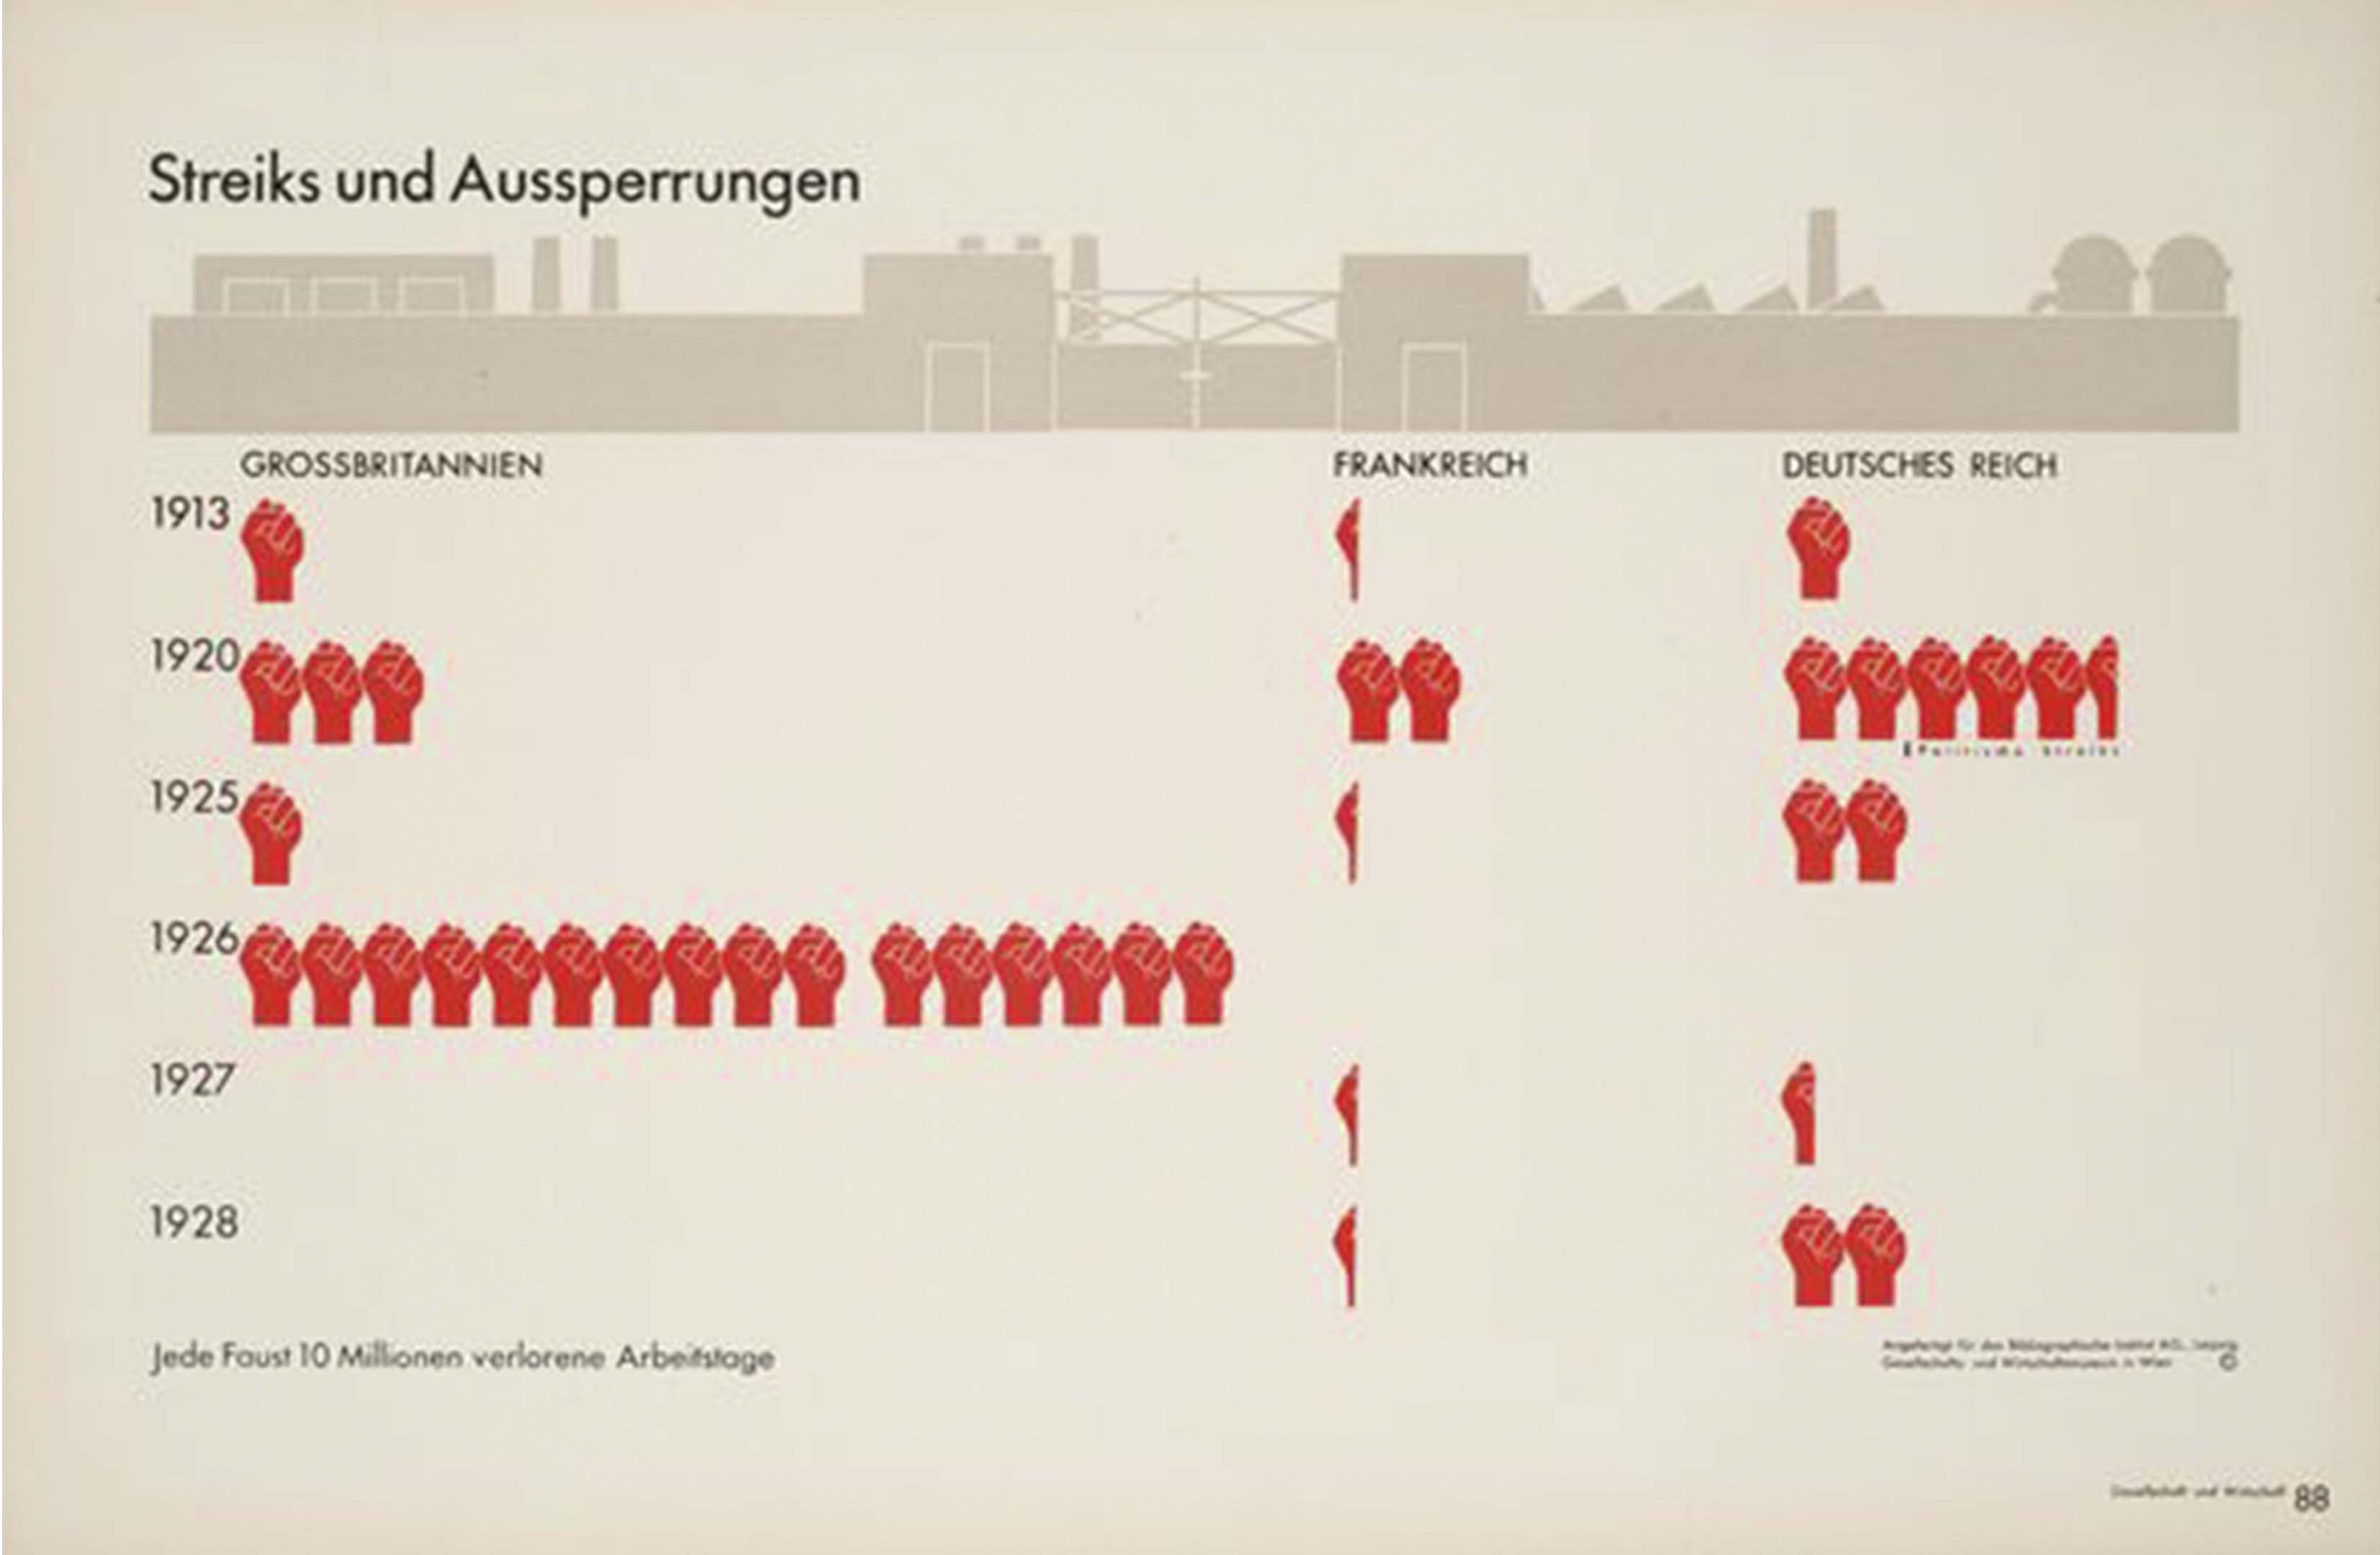 Streiks und Aussperrungen
GROSSBRITANNIEN
FRANKREICH
DEUTSCHES REICH
1913
1920
Politische Streiks
1925
1926
1927
1928
Jede Faust 10 Millionen verlorene Arbeitstage
Angefertigt für das Bibliographische Institut AG., Leipzig
Gesellschafts- und Wirtschaftsmuseum in Wien ©
Gesellschaft und Wirtschaft 88